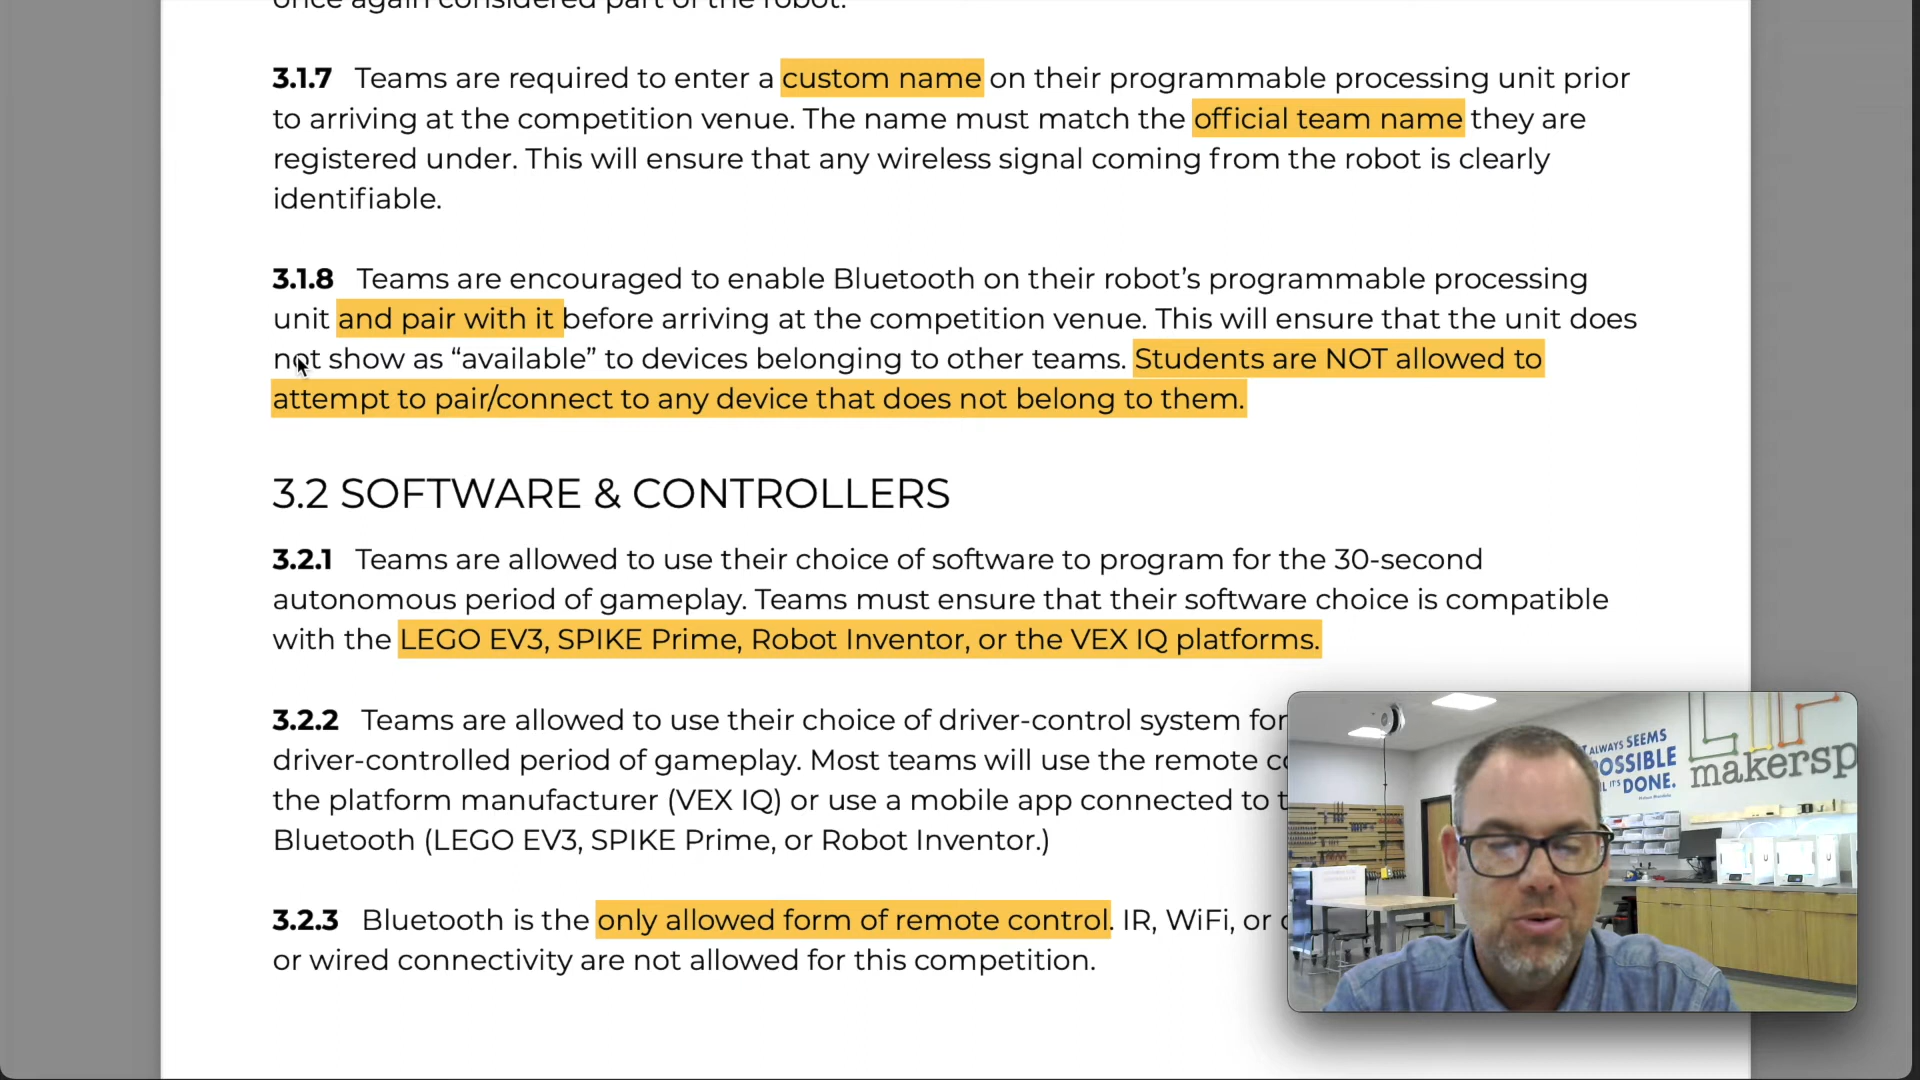 once again considered part of the robot.
3.1.7 Teams are required to enter a custom name on their programmable processing unit prior
to arriving at the competition venue. The name must match the official team name they are
registered under. This will ensure that any wireless signal coming from the robot is clearly
identifiable.
3.1.8 Teams are encouraged to enable Bluetooth on their robot’s programmable processing
unit and pair with it before arriving at the competition venue. This will ensure that the unit does
not show as “available” to devices belonging to other teams. Students are NOT allowed to
attempt to pair/connect to any device that does not belong to them.
3.2 SOFTWARE & CONTROLLERS
3.2.1 Teams are allowed to use their choice of software to program for the 30-second
autonomous period of gameplay. Teams must ensure that their software choice is compatible
with the LEGO EV3, SPIKE Prime, Robot Inventor, or the VEX IQ platforms.
3.2.2 Teams are allowed to use their choice of driver-control system for
driver-controlled period of gameplay. Most teams will use the remote
the platform manufacturer (VEX IQ) or use a mobile app connected to
Bluetooth (LEGO EV3, SPIKE Prime, or Robot Inventor.)
3.2.3 Bluetooth is the only allowed form of remote control. IR, WiFi, or
or wired connectivity are not allowed for this competition.
ALWAYS SEEMS
POSSIBLE
IT'S DONE.
makersp